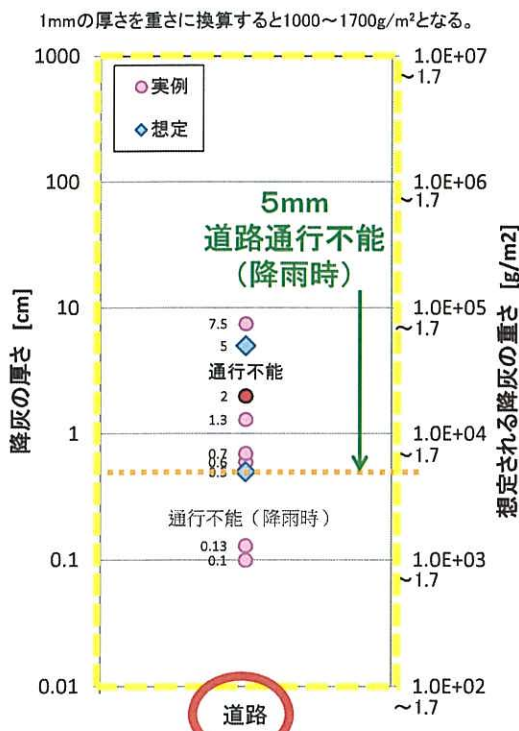 1mmの厚さを重さに換算すると1000～1700g/m²となる。
1000
100
10
1
0.1
0.01
降灰の厚さ [cm]
実例
想定
5mm
道路通行不能
（降雨時）
7.5
5
通行不能
2
1.3
0.7
0.6
0.5
通行不能（降雨時）
0.13
0.1
道路
1.0E+07
～1.7
1.0E+06
～1.7
1.0E+05
～1.7
1.0E+04
～1.7
1.0E+03
～1.7
1.0E+02
～1.7
想定される降灰の重さ [g/m2]